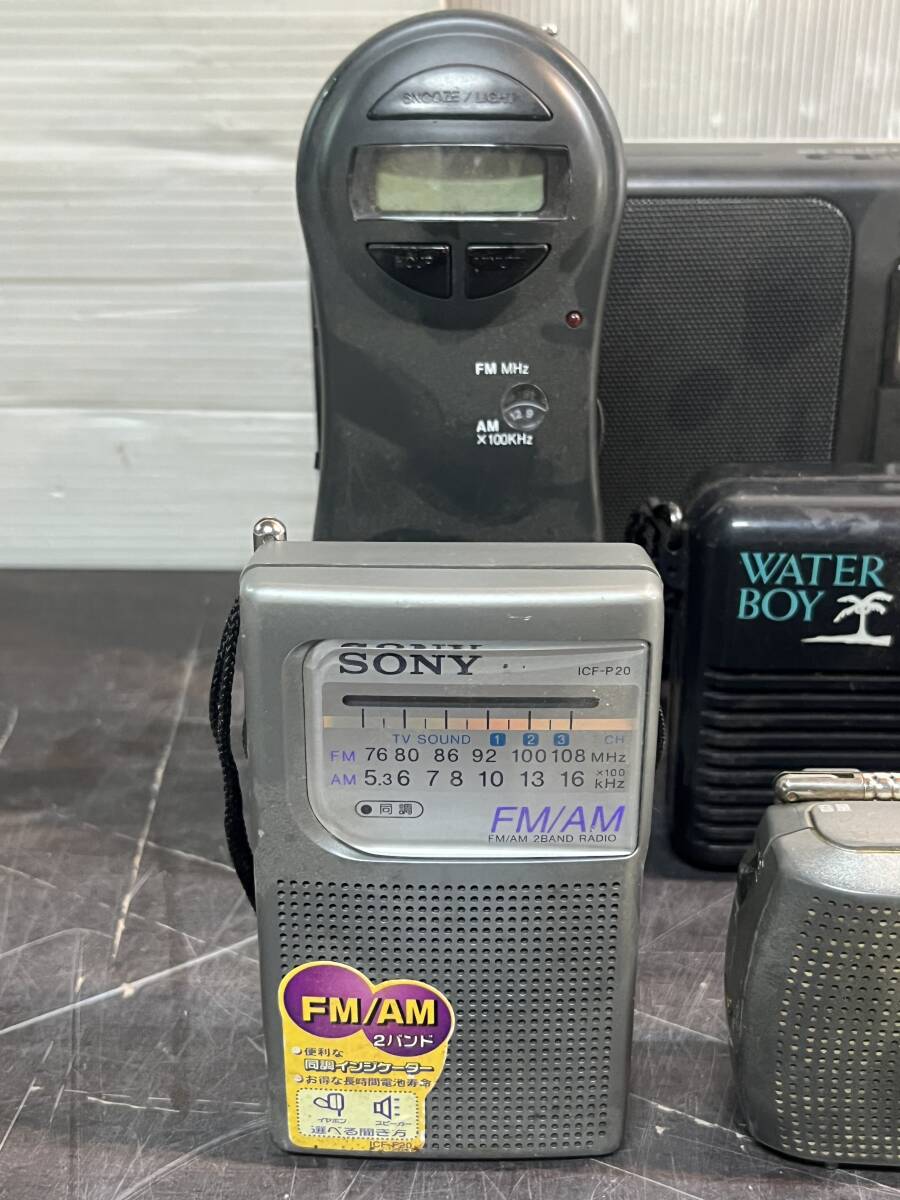 SNOOZE / LIGHT
HOUR
FM MHz
AM
×100KHz
WATER
BOY
SONY
ICF-P20
TV SOUND 1 2 3 CH
FM 76 80 86 92 100 108 MHz
AM 5.3 6 7 8 10 13 16 ×100 kHz
同調
FM/AM
FM/AM 2BAND RADIO
FM/AM
2バンド
便利な
同調インジケーター
お得な長時間電池寿命
イヤホン スピーカー
選べる聞き方
ICF-P20